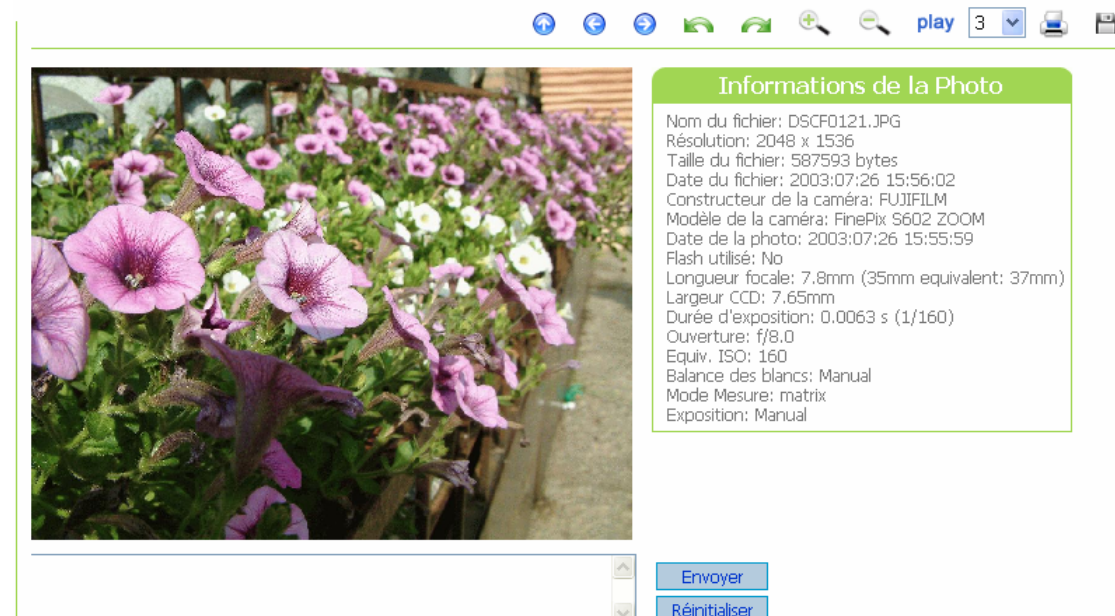 play 3
Informations de la Photo
Nom du fichier: DSCF0121.JPG
Résolution: 2048 x 1536
Taille du fichier: 587593 bytes
Date du fichier: 2003:07:26 15:56:02
Constructeur de la caméra: FUJIFILM
Modèle de la caméra: FinePix S602 ZOOM
Date de la photo: 2003:07:26 15:55:59
Flash utilisé: No
Longueur focale: 7.8mm (35mm equivalent: 37mm)
Largeur CCD: 7.65mm
Durée d'exposition: 0.0063 s (1/160)
Ouverture: f/8.0
Equiv. ISO: 160
Balance des blancs: Manual
Mode Mesure: matrix
Exposition: Manual
Envoyer
Réinitialiser